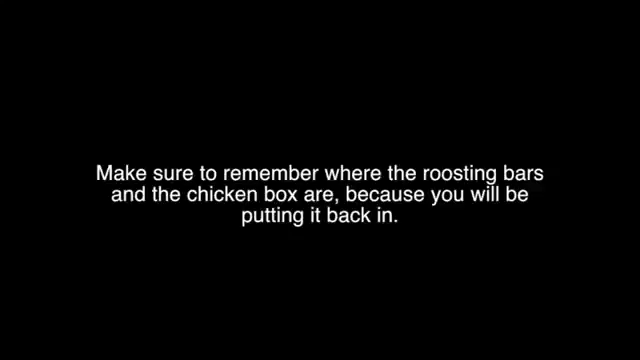 Make sure to remember where the roosting bars
and the chicken box are, because you will be
putting it back in.